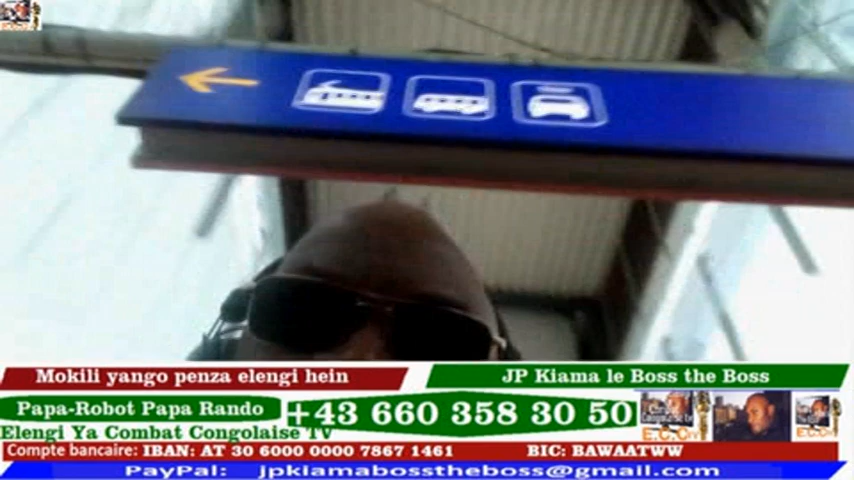 Mokili yango penza elengi hein
JP Kiama le Boss the Boss
Papa-Robot Papa Rando
+43 660 358 30 50
Elengi Ya Combat Congolaise TV
E.C.C.TV
Compte bancaire: IBAN: AT 30 6000 0000 7867 1461 BIC: BAWAATWW
PayPal: jpkiamabosstheboss@gmail.com